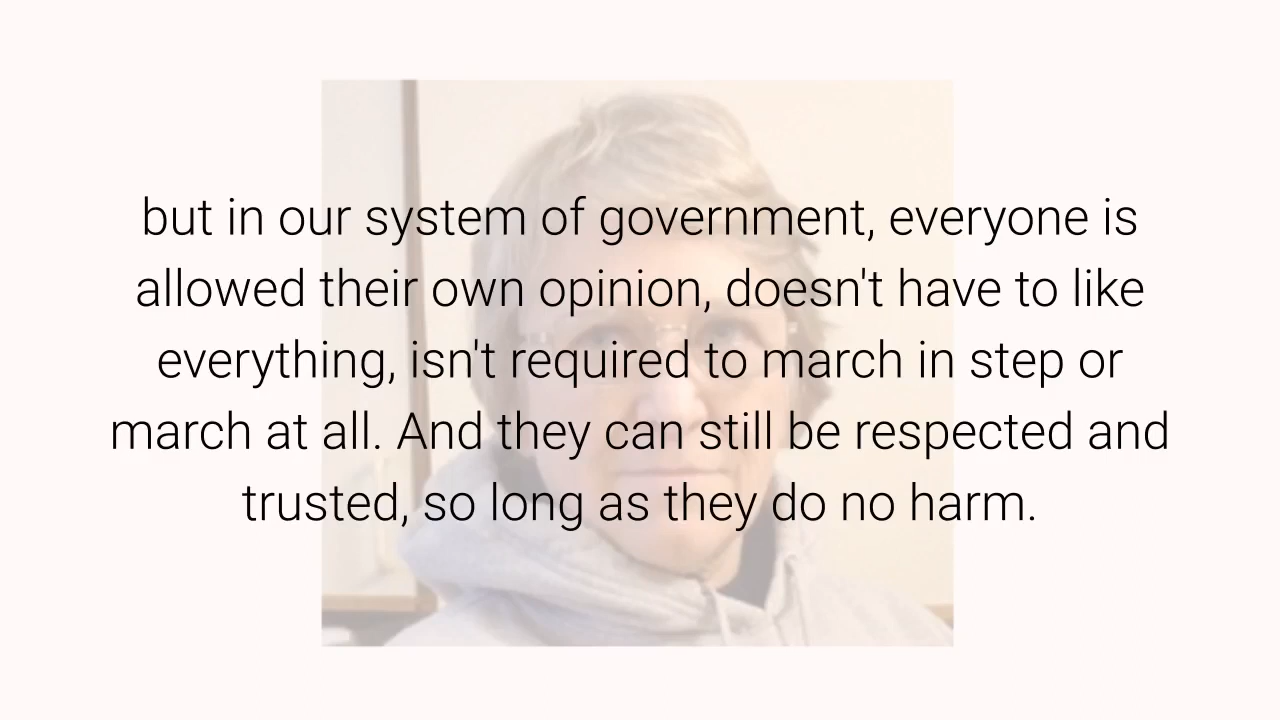 but in our system of government, everyone is
allowed their own opinion, doesn't have to like
everything, isn't required to march in step or
march at all. And they can still be respected and
trusted, so long as they do no harm.